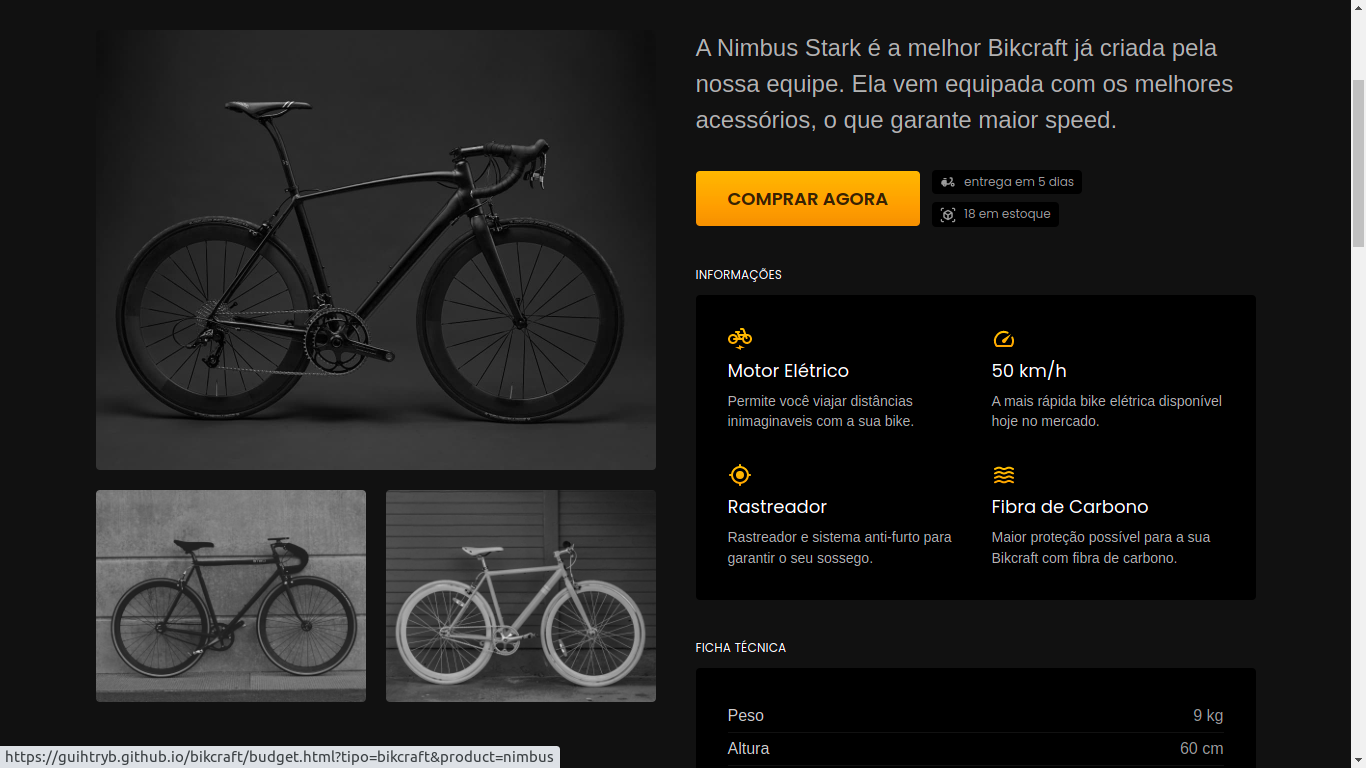 A Nimbus Stark é a melhor Bikcraft já criada pela
nossa equipe. Ela vem equipada com os melhores
acessórios, o que garante maior speed.
COMPRAR AGORA
entrega em 5 dias
18 em estoque
INFORMAÇÕES
Motor Elétrico
Permite você viajar distâncias
inimaginaveis com a sua bike.
50 km/h
A mais rápida bike elétrica disponível
hoje no mercado.
Rastreador
Rastreador e sistema anti-furto para
garantir o seu sossego.
Fibra de Carbono
Maior proteção possível para a sua
Bikcraft com fibra de carbono.
FICHA TÉCNICA
Peso 9 kg
Altura 60 cm
https://guihtryb.github.io/bikcraft/budget.html?tipo=bikcraft&product=nimbus